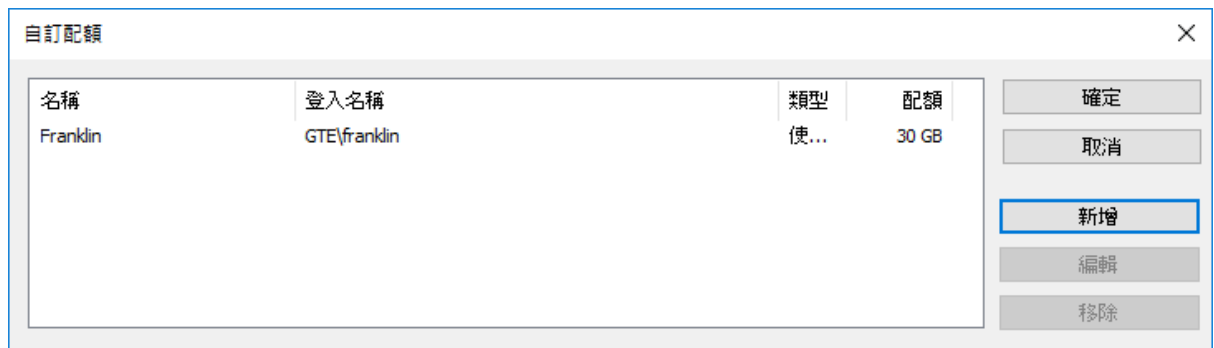 自訂配額
名稱 登入名稱 類型 配額
Franklin GTE\franklin 使... 30 GB
確定
取消
新增
編輯
移除